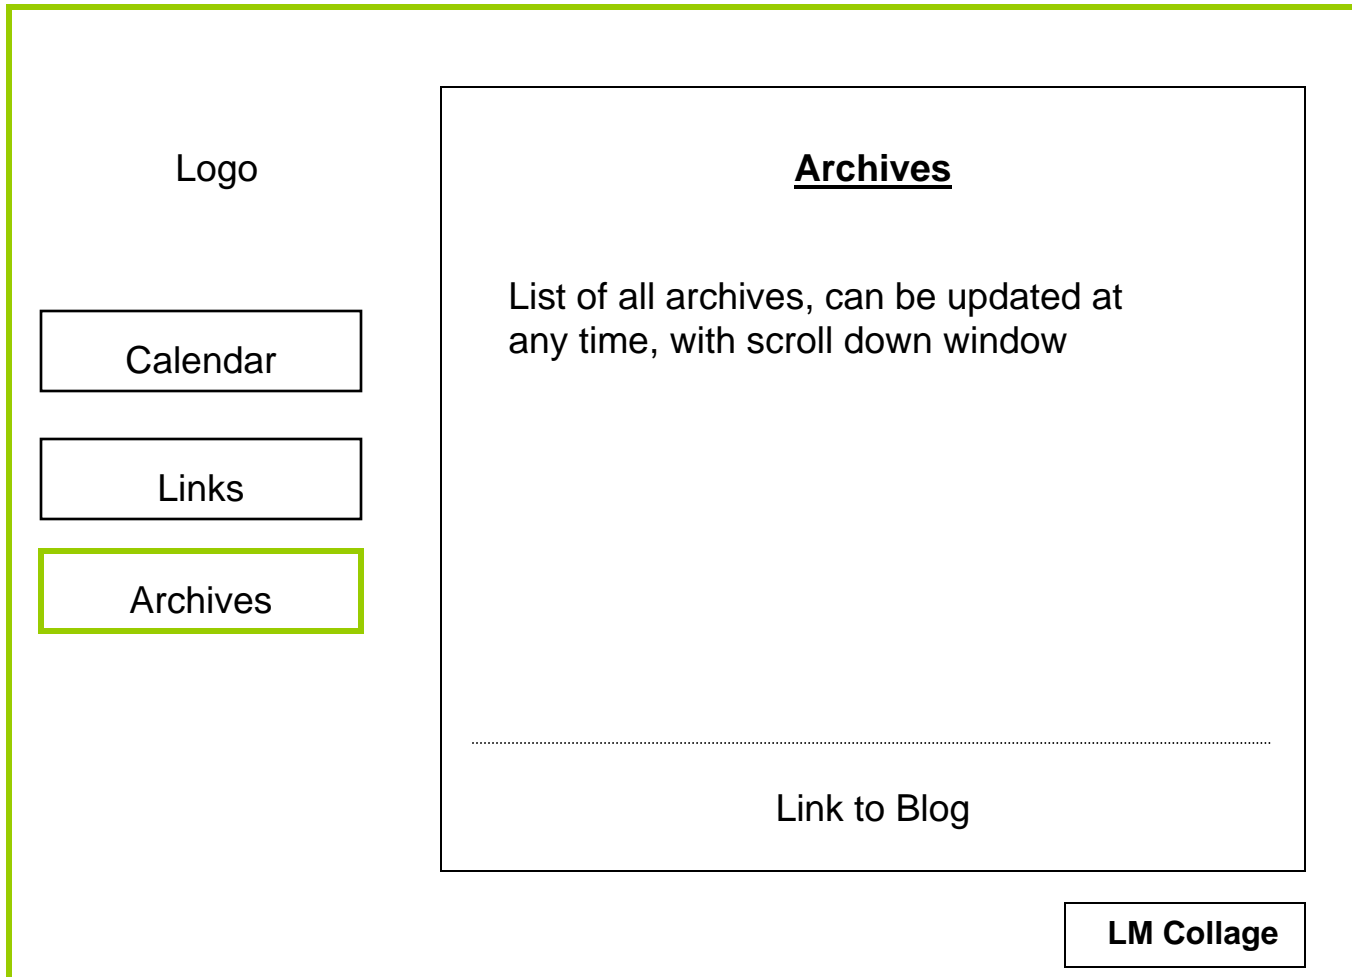 Logo
Calendar
Links
Archives
Archives
List of all archives, can be updated at
any time, with scroll down window
Link to Blog
LM Collage